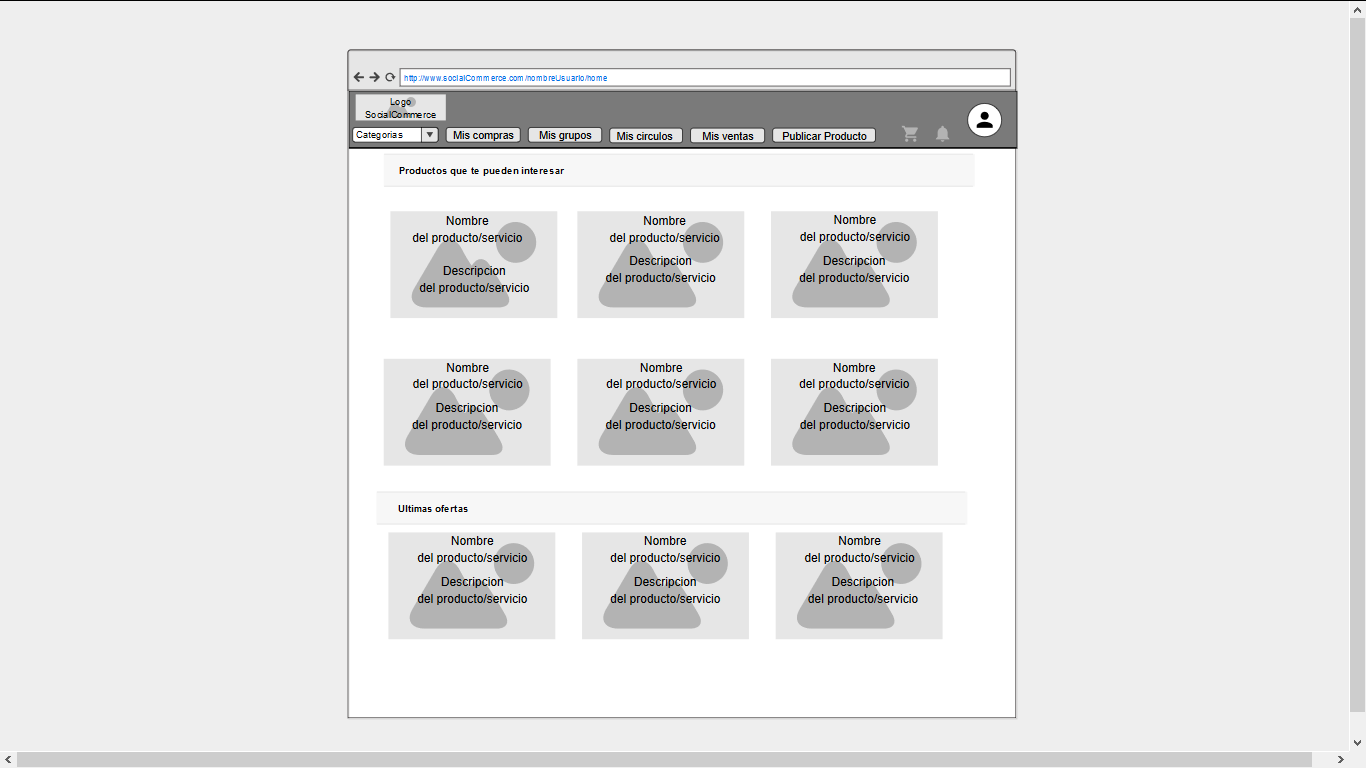 http://www.socialCommerce.com/nombreUsuario/home
Logo
SocialCommerce
Categorias
Mis compras
Mis grupos
Mis circulos
Mis ventas
Publicar Producto
Productos que te pueden interesar
Nombre
del producto/servicio
Descripcion
del producto/servicio
Nombre
del producto/servicio
Descripcion
del producto/servicio
Nombre
del producto/servicio
Descripcion
del producto/servicio
Nombre
del producto/servicio
Descripcion
del producto/servicio
Nombre
del producto/servicio
Descripcion
del producto/servicio
Nombre
del producto/servicio
Descripcion
del producto/servicio
Ultimas ofertas
Nombre
del producto/servicio
Descripcion
del producto/servicio
Nombre
del producto/servicio
Descripcion
del producto/servicio
Nombre
del producto/servicio
Descripcion
del producto/servicio